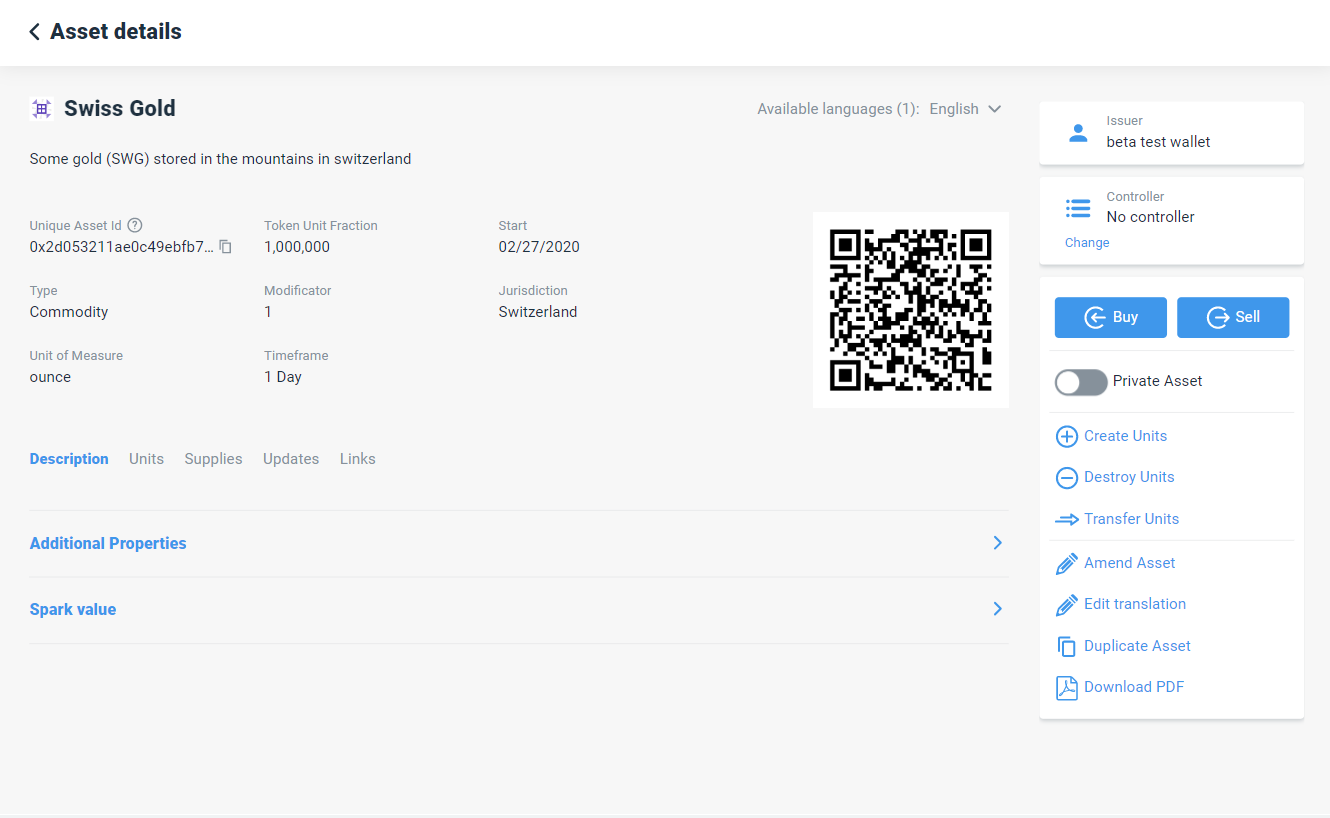 Asset details
Swiss Gold
Available languages (1): English
Some gold (SWG) stored in the mountains in switzerland
Unique Asset Id
0x2d053211ae0c49ebfb7...
Token Unit Fraction
1,000,000
Start
02/27/2020
Type
Commodity
Modificator
1
Jurisdiction
Switzerland
Unit of Measure
ounce
Timeframe
1 Day
Description Units Supplies Updates Links
Additional Properties
Spark value
Issuer
beta test wallet
Controller
No controller
Change
Buy Sell
Private Asset
Create Units
Destroy Units
Transfer Units
Amend Asset
Edit translation
Duplicate Asset
Download PDF